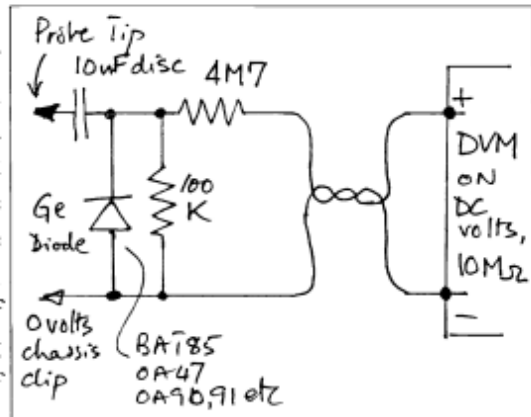 Probe Tip
10nF disc
4M7
+
DVM
ON
DC
volts,
10MΩ
-
100
K
Ge
Diode
0 volts
chassis
clip
BAT85
OA47
OA90, 91 etc